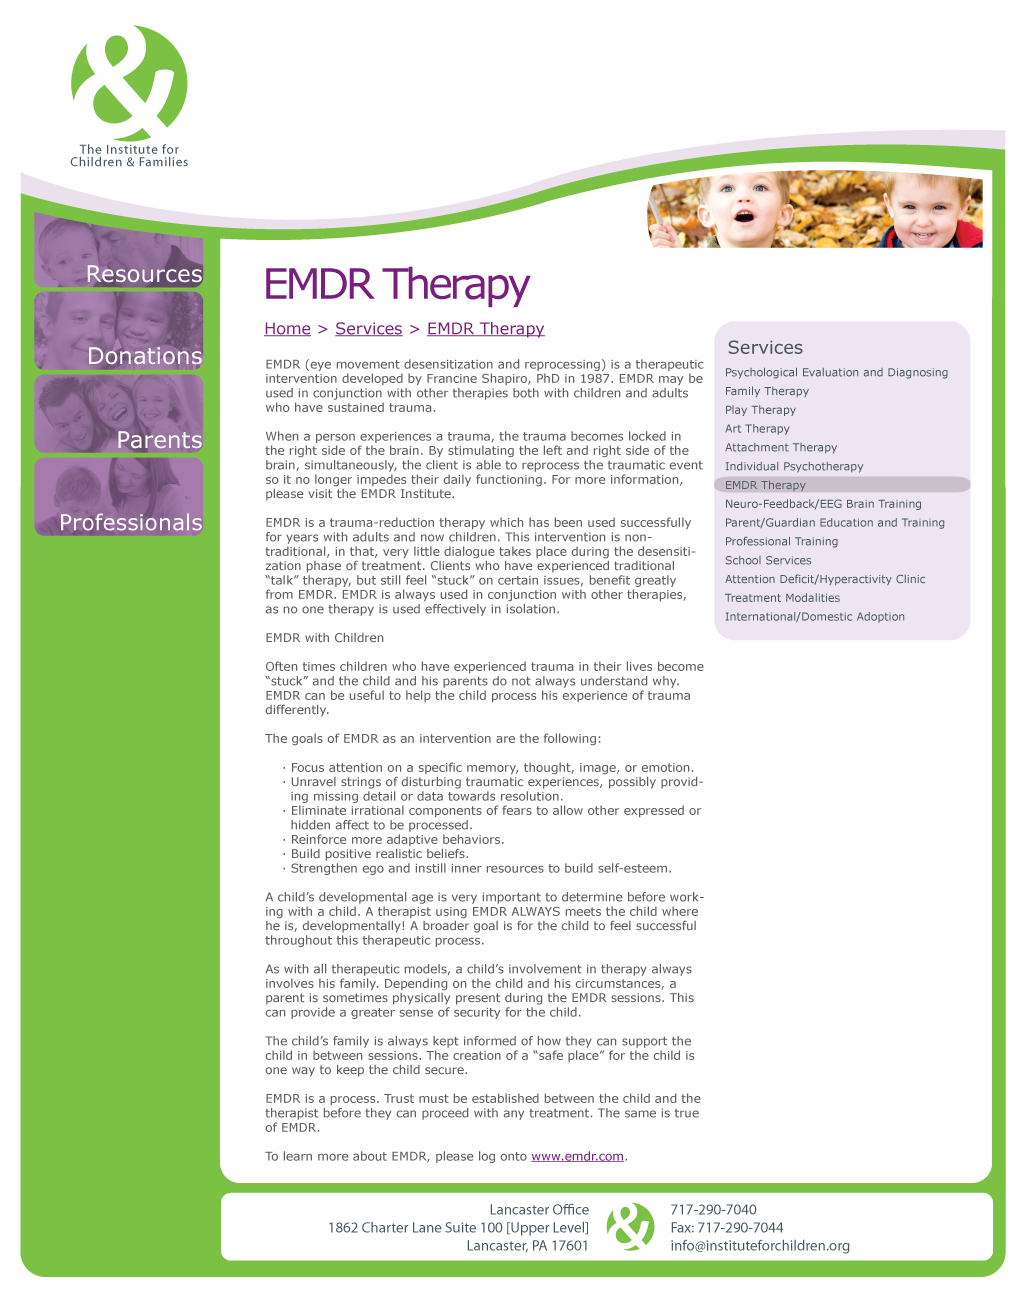 The Institute for
Children & Families
Resources
Donations
Parents
Professionals
EMDR Therapy
Home > Services > EMDR Therapy
EMDR (eye movement desensitization and reprocessing) is a therapeutic
intervention developed by Francine Shapiro, PhD in 1987. EMDR may be
used in conjunction with other therapies both with children and adults
who have sustained trauma.
When a person experiences a trauma, the trauma becomes locked in
the right side of the brain. By stimulating the left and right side of the
brain, simultaneously, the client is able to reprocess the traumatic event
so it no longer impedes their daily functioning. For more information,
please visit the EMDR Institute.
EMDR is a trauma-reduction therapy which has been used successfully
for years with adults and now children. This intervention is non-
traditional, in that, very little dialogue takes place during the desensiti-
zation phase of treatment. Clients who have experienced traditional
“talk” therapy, but still feel “stuck” on certain issues, benefit greatly
from EMDR. EMDR is always used in conjunction with other therapies,
as no one therapy is used effectively in isolation.
EMDR with Children
Often times children who have experienced trauma in their lives become
“stuck” and the child and his parents do not always understand why.
EMDR can be useful to help the child process his experience of trauma
differently.
The goals of EMDR as an intervention are the following:
· Focus attention on a specific memory, thought, image, or emotion.
· Unravel strings of disturbing traumatic experiences, possibly provid-
ing missing detail or data towards resolution.
· Eliminate irrational components of fears to allow other expressed or
hidden affect to be processed.
· Reinforce more adaptive behaviors.
· Build positive realistic beliefs.
· Strengthen ego and instill inner resources to build self-esteem.
A child’s developmental age is very important to determine before work-
ing with a child. A therapist using EMDR ALWAYS meets the child where
he is, developmentally! A broader goal is for the child to feel successful
throughout this therapeutic process.
As with all therapeutic models, a child’s involvement in therapy always
involves his family. Depending on the child and his circumstances, a
parent is sometimes physically present during the EMDR sessions. This
can provide a greater sense of security for the child.
The child’s family is always kept informed of how they can support the
child in between sessions. The creation of a “safe place” for the child is
one way to keep the child secure.
EMDR is a process. Trust must be established between the child and the
therapist before they can proceed with any treatment. The same is true
of EMDR.
To learn more about EMDR, please log onto www.emdr.com.
Services
Psychological Evaluation and Diagnosing
Family Therapy
Play Therapy
Art Therapy
Attachment Therapy
Individual Psychotherapy
EMDR Therapy
Neuro-Feedback/EEG Brain Training
Parent/Guardian Education and Training
Professional Training
School Services
Attention Deficit/Hyperactivity Clinic
Treatment Modalities
International/Domestic Adoption
Lancaster Office
1862 Charter Lane Suite 100 [Upper Level]
Lancaster, PA 17601
&
717-290-7040
Fax: 717-290-7044
info@instituteforchildren.org